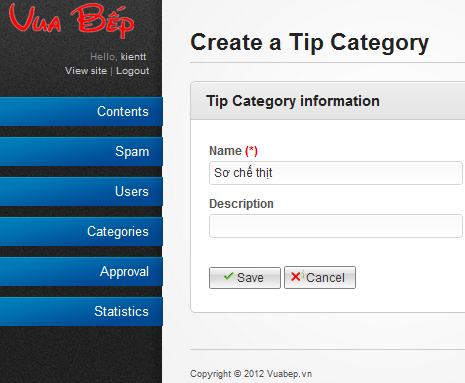 Vua Bếp
Hello, kientt
View site | Logout
Contents
Spam
Users
Categories
Approval
Statistics
Create a Tip Category
Tip Category information
Name (*)
Sơ chế thịt
Description
Save Cancel
Copyright © 2012 Vuabep.vn